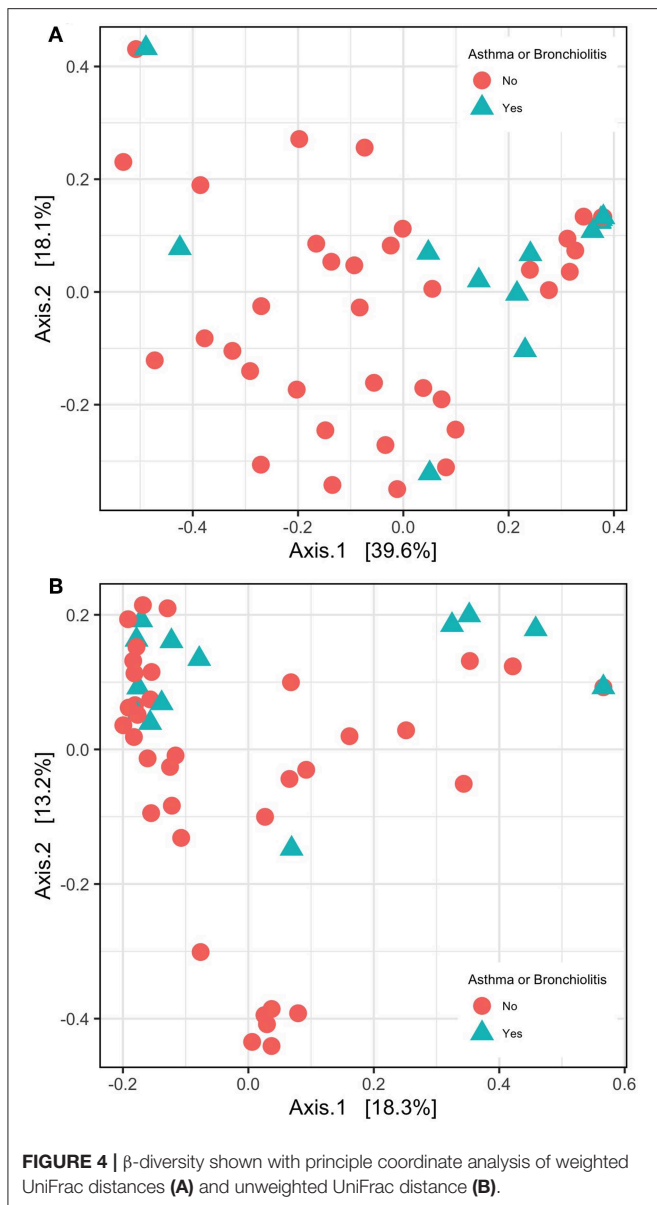 A
Asthma or Bronchiolitis
No
Yes
0.4
0.2
0.0
-0.2
Axis.2 [18.1%]
-0.4 -0.2 0.0 0.2 0.4
Axis.1 [39.6%]
B
0.2
0.0
-0.2
-0.4
Axis.2 [13.2%]
Asthma or Bronchiolitis
No
Yes
-0.2 0.0 0.2 0.4 0.6
Axis.1 [18.3%]
FIGURE 4 | β-diversity shown with principle coordinate analysis of weighted
UniFrac distances (A) and unweighted UniFrac distance (B).